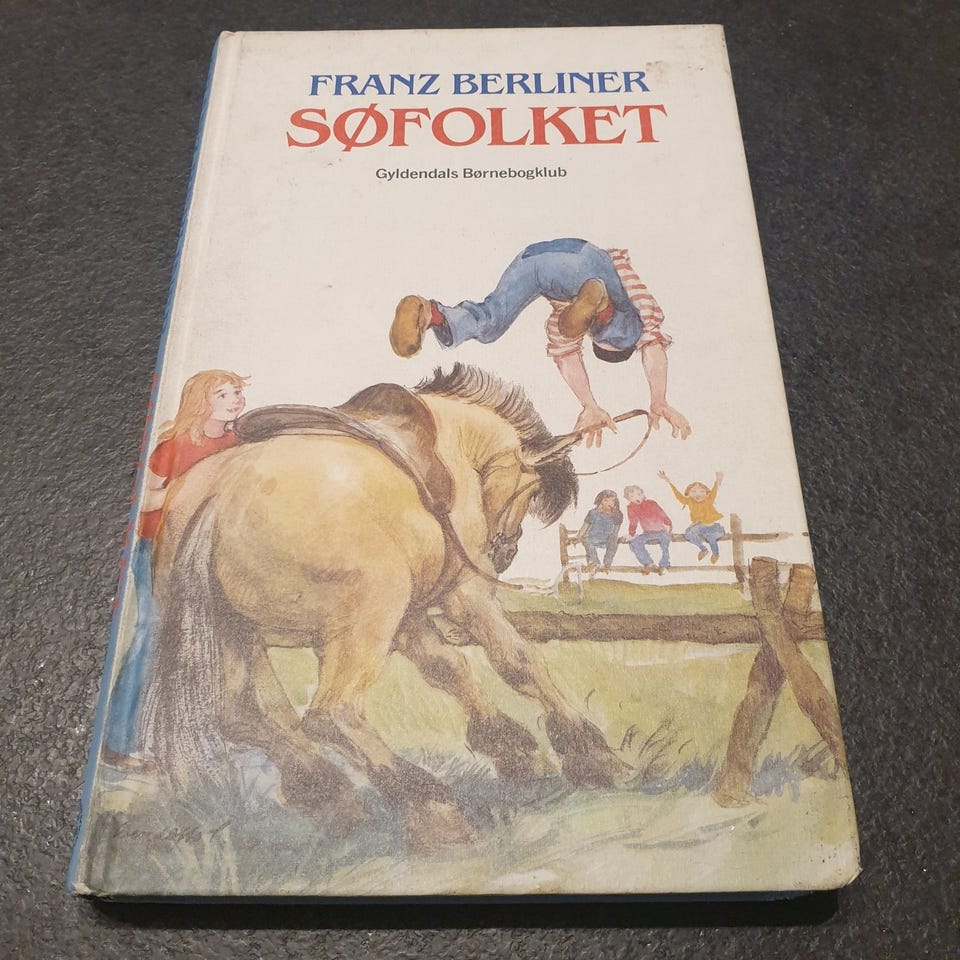 FRANZ BERLINER
SØFOLKET
Gyldendals Børnebogklub